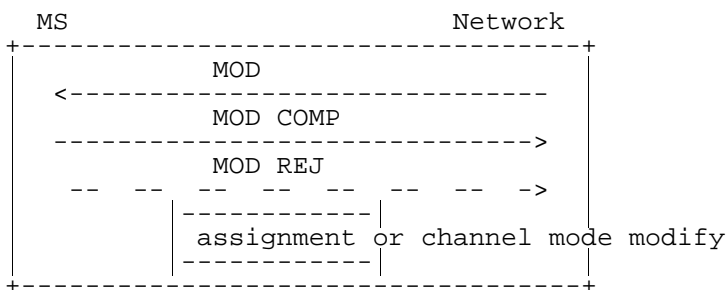 MS Network
MOD
MOD COMP
MOD REJ
assignment or channel mode modify